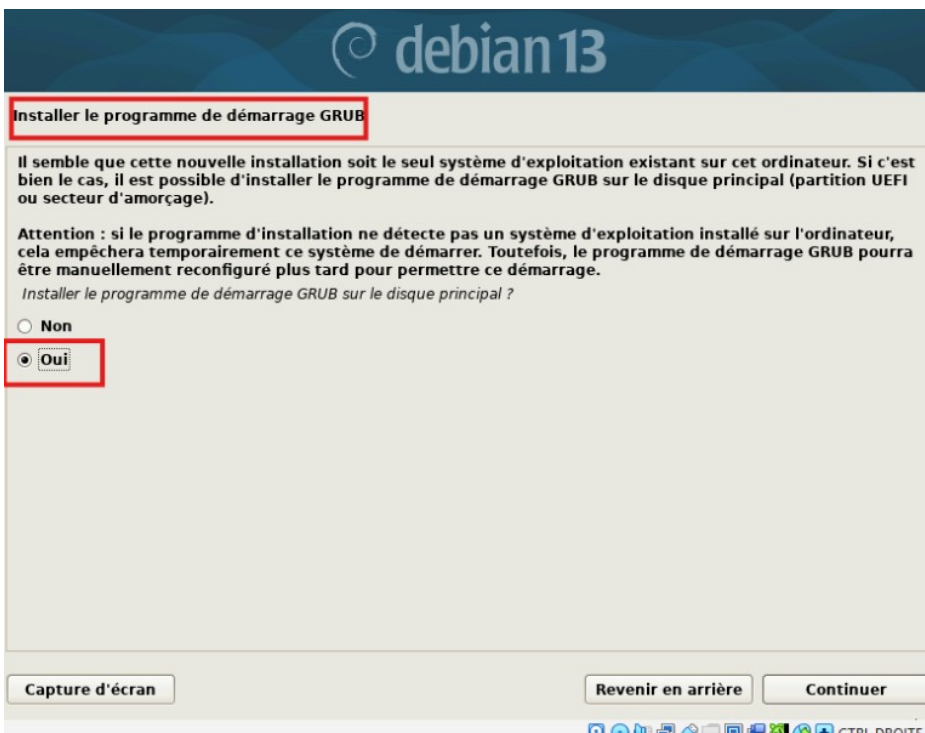 debian 13
Installer le programme de démarrage GRUB
Il semble que cette nouvelle installation soit le seul système d'exploitation existant sur cet ordinateur. Si c'est
bien le cas, il est possible d'installer le programme de démarrage GRUB sur le disque principal (partition UEFI
ou secteur d'amorçage).
Attention : si le programme d'installation ne détecte pas un système d'exploitation installé sur l'ordinateur,
cela empêchera temporairement ce système de démarrer. Toutefois, le programme de démarrage GRUB pourra
être manuellement reconfiguré plus tard pour permettre ce démarrage.
Installer le programme de démarrage GRUB sur le disque principal ?
Non
Oui
Capture d'écran
Revenir en arrière
Continuer
CTRL DROITE